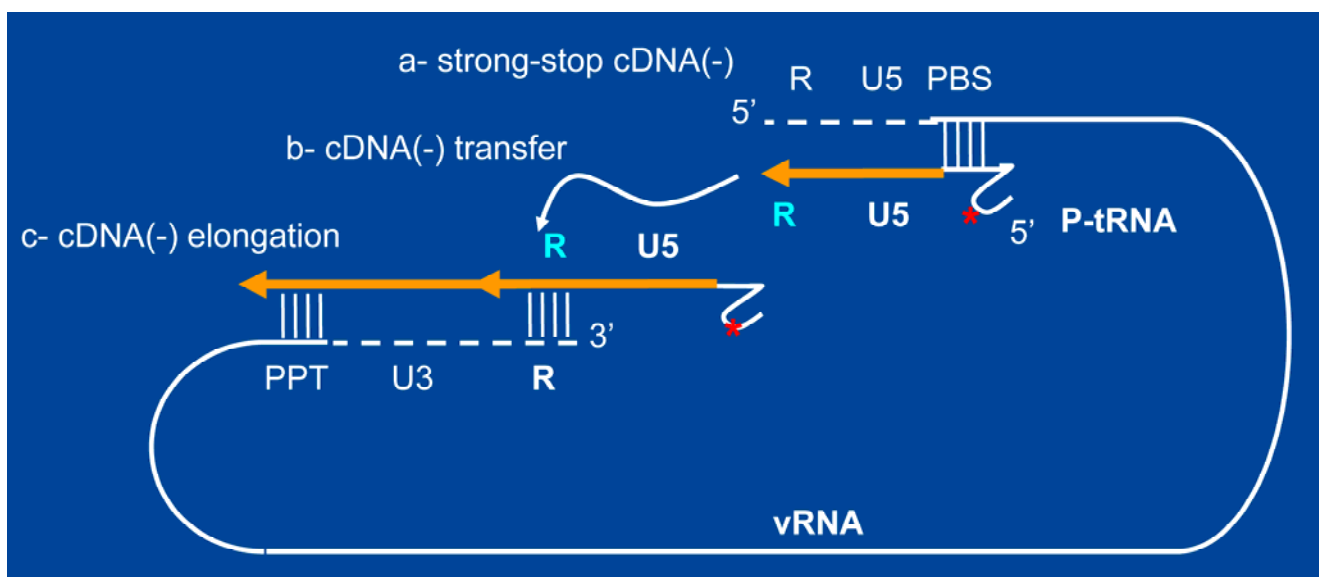 a- strong-stop cDNA(-)
R U5 PBS
5’
b- cDNA(-) transfer
R U5 5’ P-tRNA
c- cDNA(-) elongation
R U5
3’
PPT U3 R
vRNA